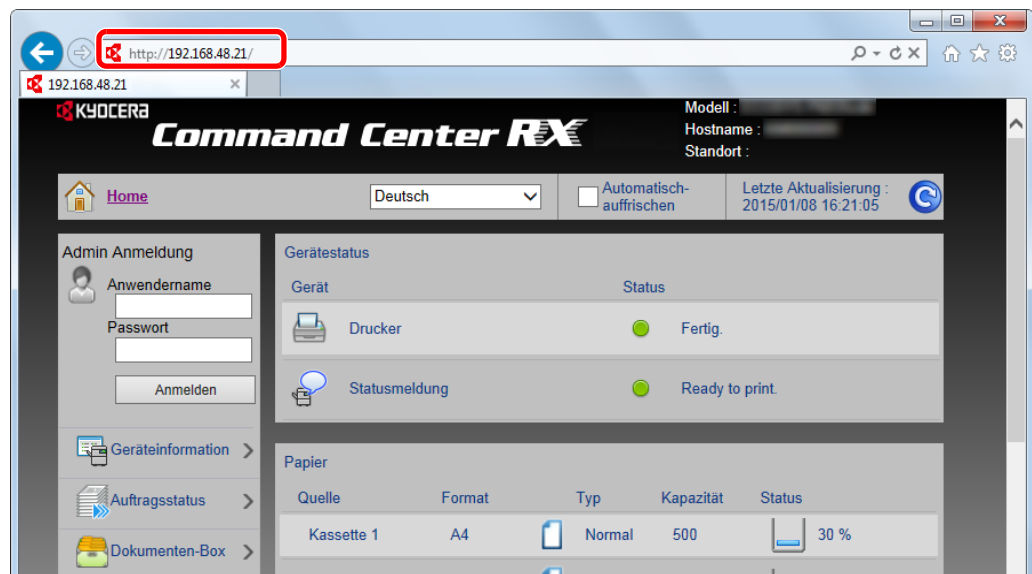 http://192.168.48.21/
192.168.48.21
KYOCERA
Command Center RX
Modell :
Hostname :
Standort :
Home
Deutsch
Automatisch-
auffrischen
Letzte Aktualisierung :
2015/01/08 16:21:05
Admin Anmeldung
Anwendername
Passwort
Anmelden
Geräteinformation
Auftragsstatus
Dokumenten-Box
Gerätestatus
Gerät Status
Drucker Fertig.
Statusmeldung Ready to print.
Papier
Quelle Format Typ Kapazität Status
Kassette 1 A4 Normal 500 30 %